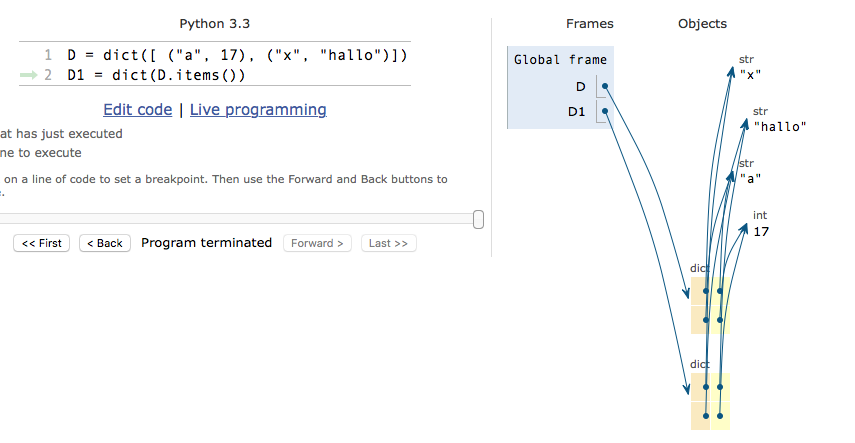 Python 3.3
1 D = dict([ ("a", 17), ("x", "hallo")])
2 D1 = dict(D.items())
Edit code | Live programming
at has just executed
ne to execute
on a line of code to set a breakpoint. Then use the Forward and Back buttons to
e.
<< First < Back Program terminated Forward > Last >>
Frames Objects
Global frame
D
D1
str
"x"
str
"hallo"
str
"a"
int
17
dict
dict